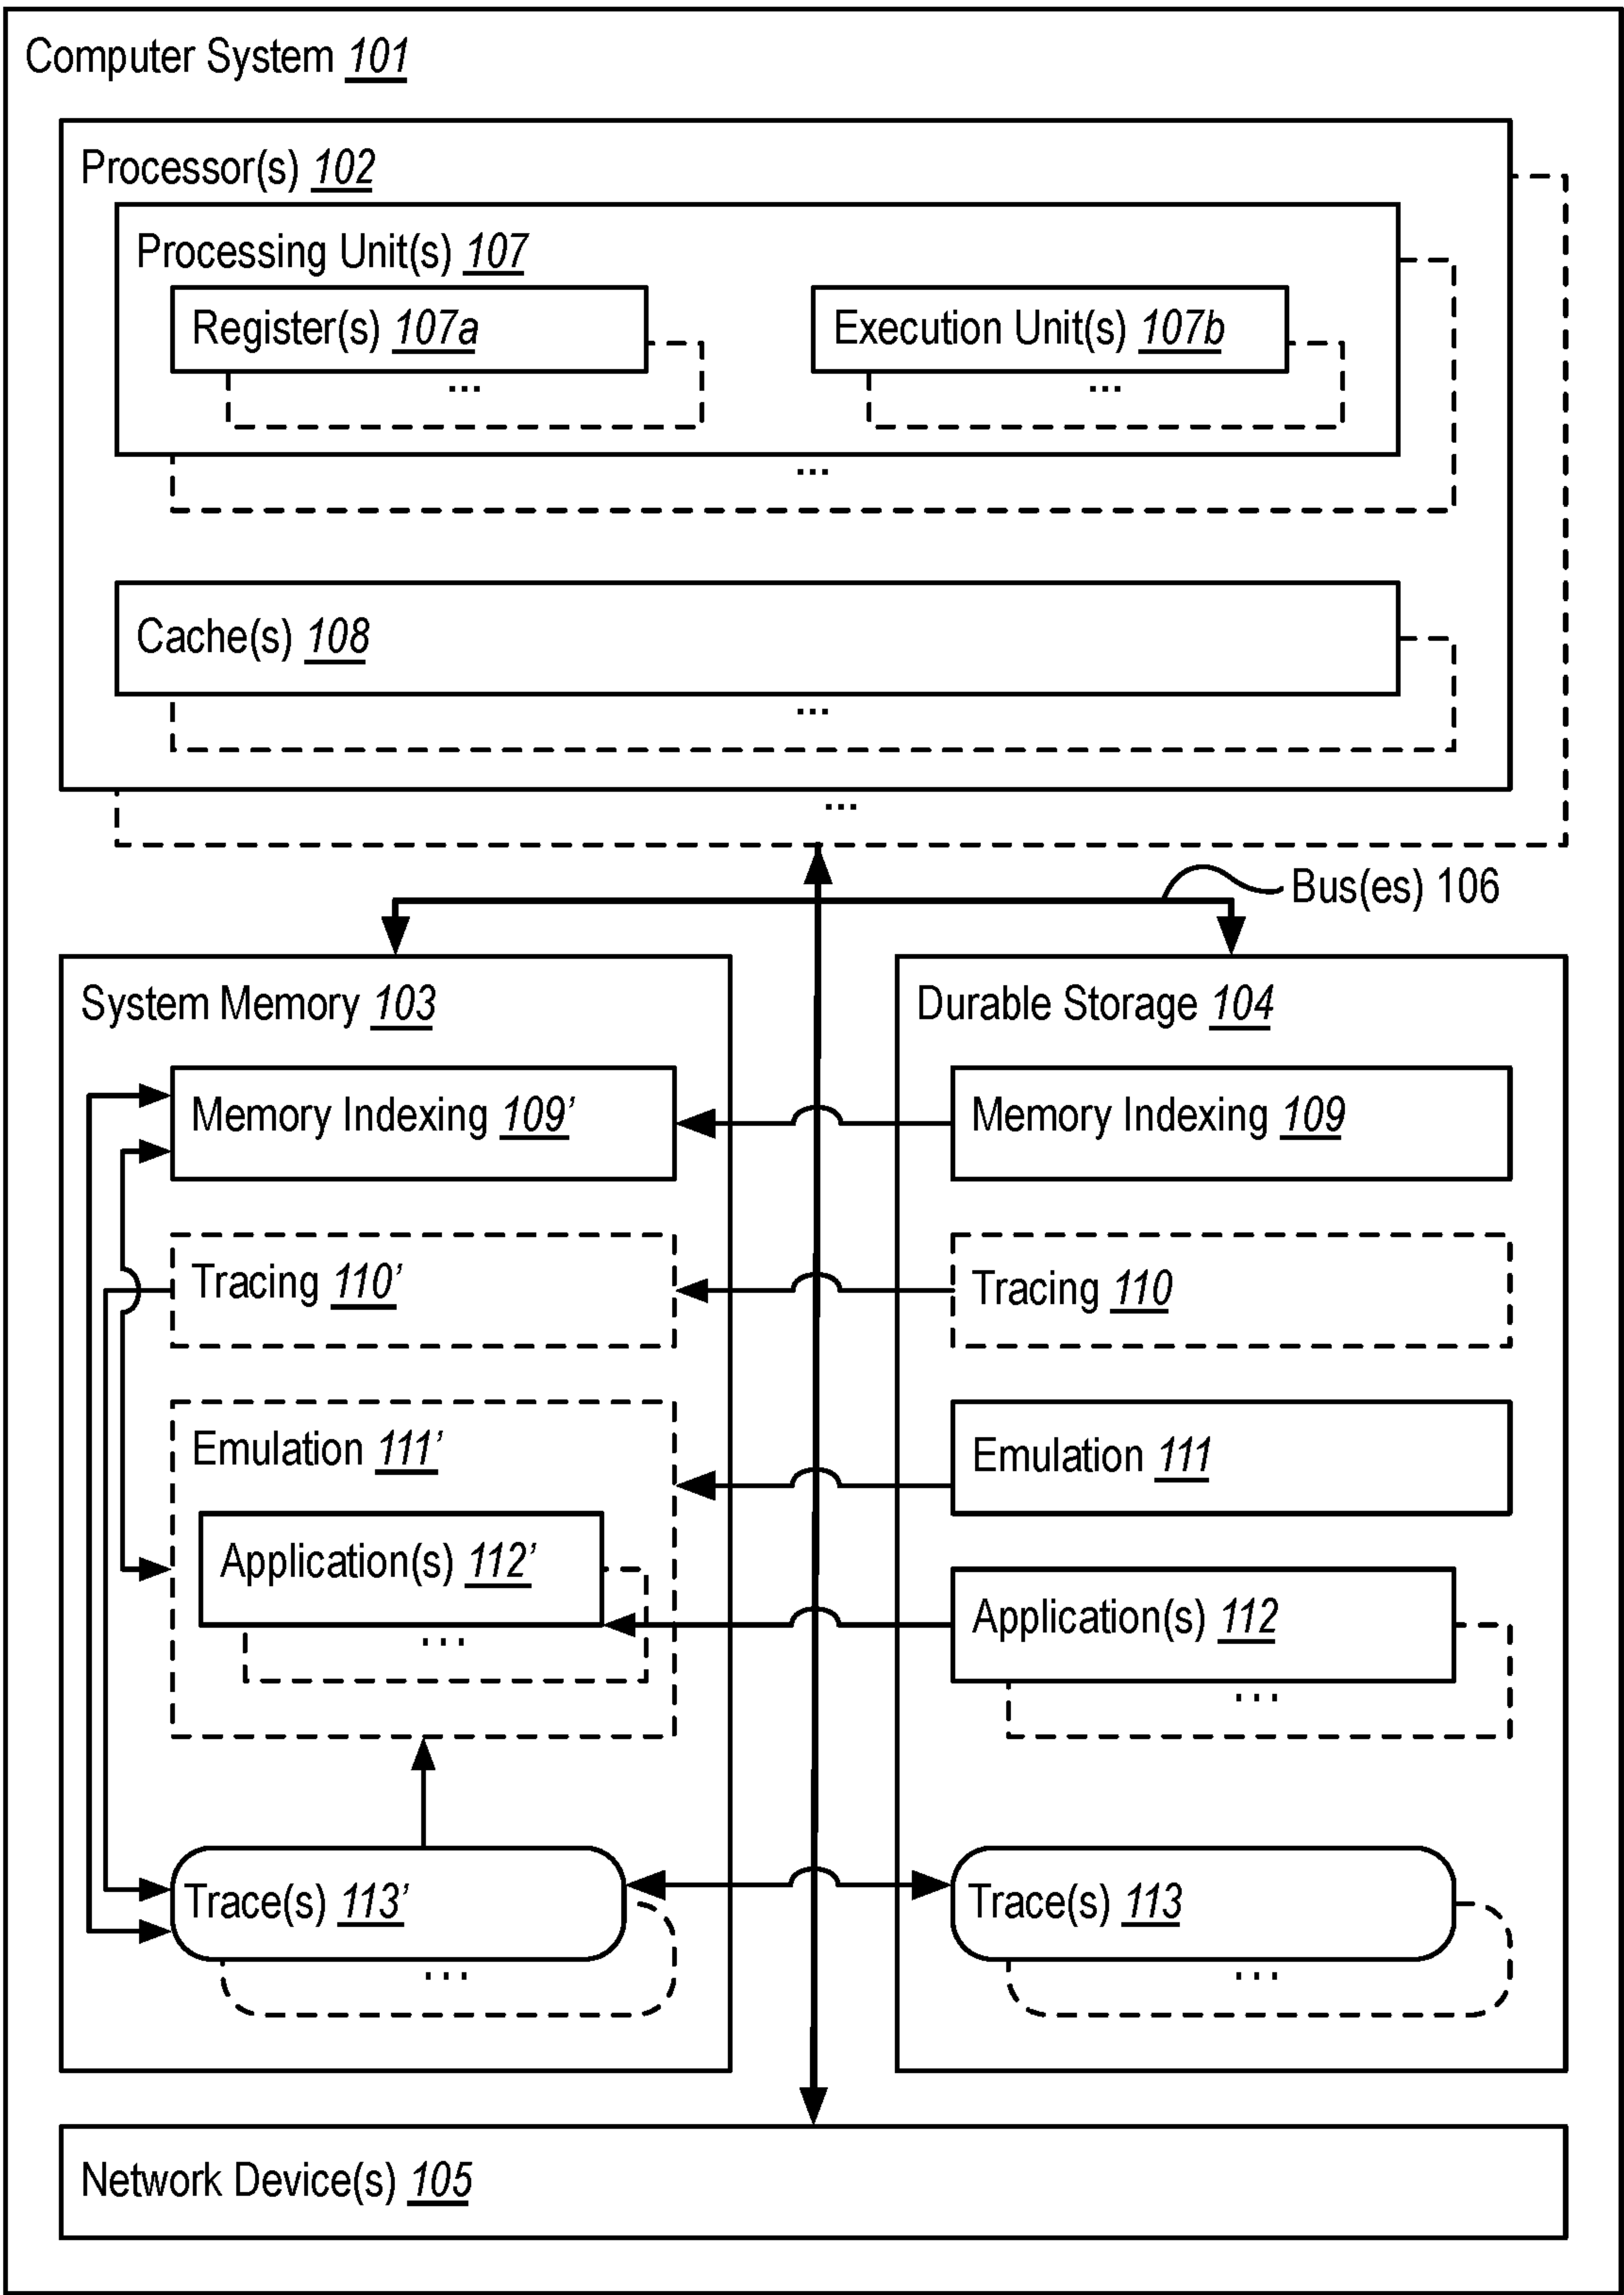 Computer System 101
Processor(s) 102
Processing Unit(s) 107
Register(s) 107a
Execution Unit(s) 107b
...
...
...
Cache(s) 108
...
...
Bus(es) 106
System Memory 103
Memory Indexing 109’
Tracing 110’
Emulation 111’
Application(s) 112’
...
Trace(s) 113’
...
Durable Storage 104
Memory Indexing 109
Tracing 110
Emulation 111
Application(s) 112
...
Trace(s) 113
...
Network Device(s) 105